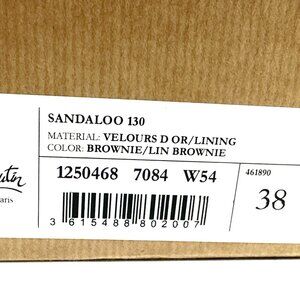 SANDALOO 130
MATERIAL: VELOURS D OR/LINING
COLOR: BROWNIE/LIN BROWNIE
1250468 7084 W54
461890
38
3 615488 802007